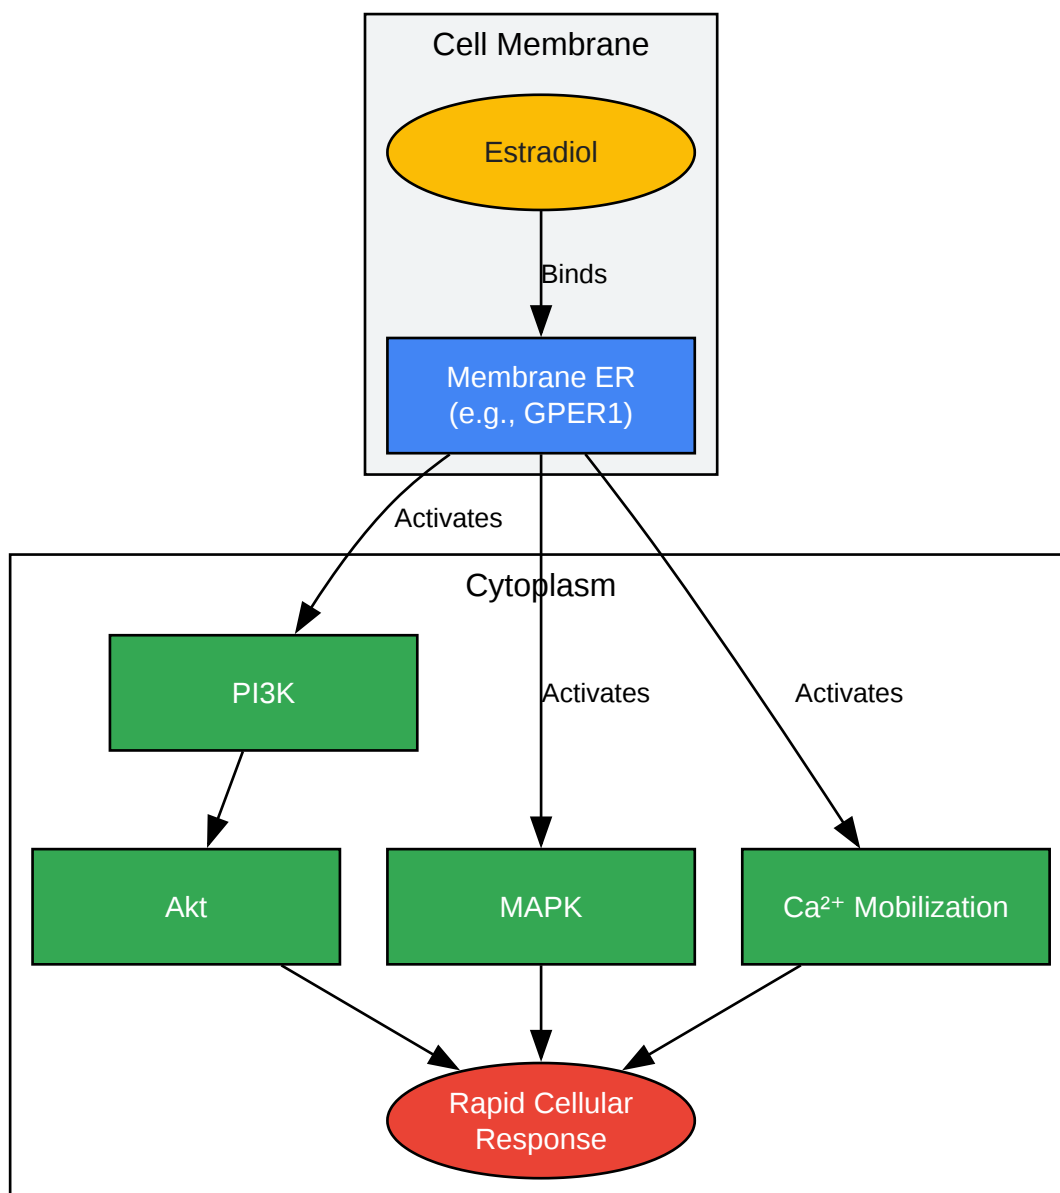 Cell Membrane
Estradiol
Binds
Membrane ER
(e.g., GPER1)
Activates
Cytoplasm
PI3K
Activates
Activates
Akt
MAPK
Ca²⁺ Mobilization
Rapid Cellular
Response